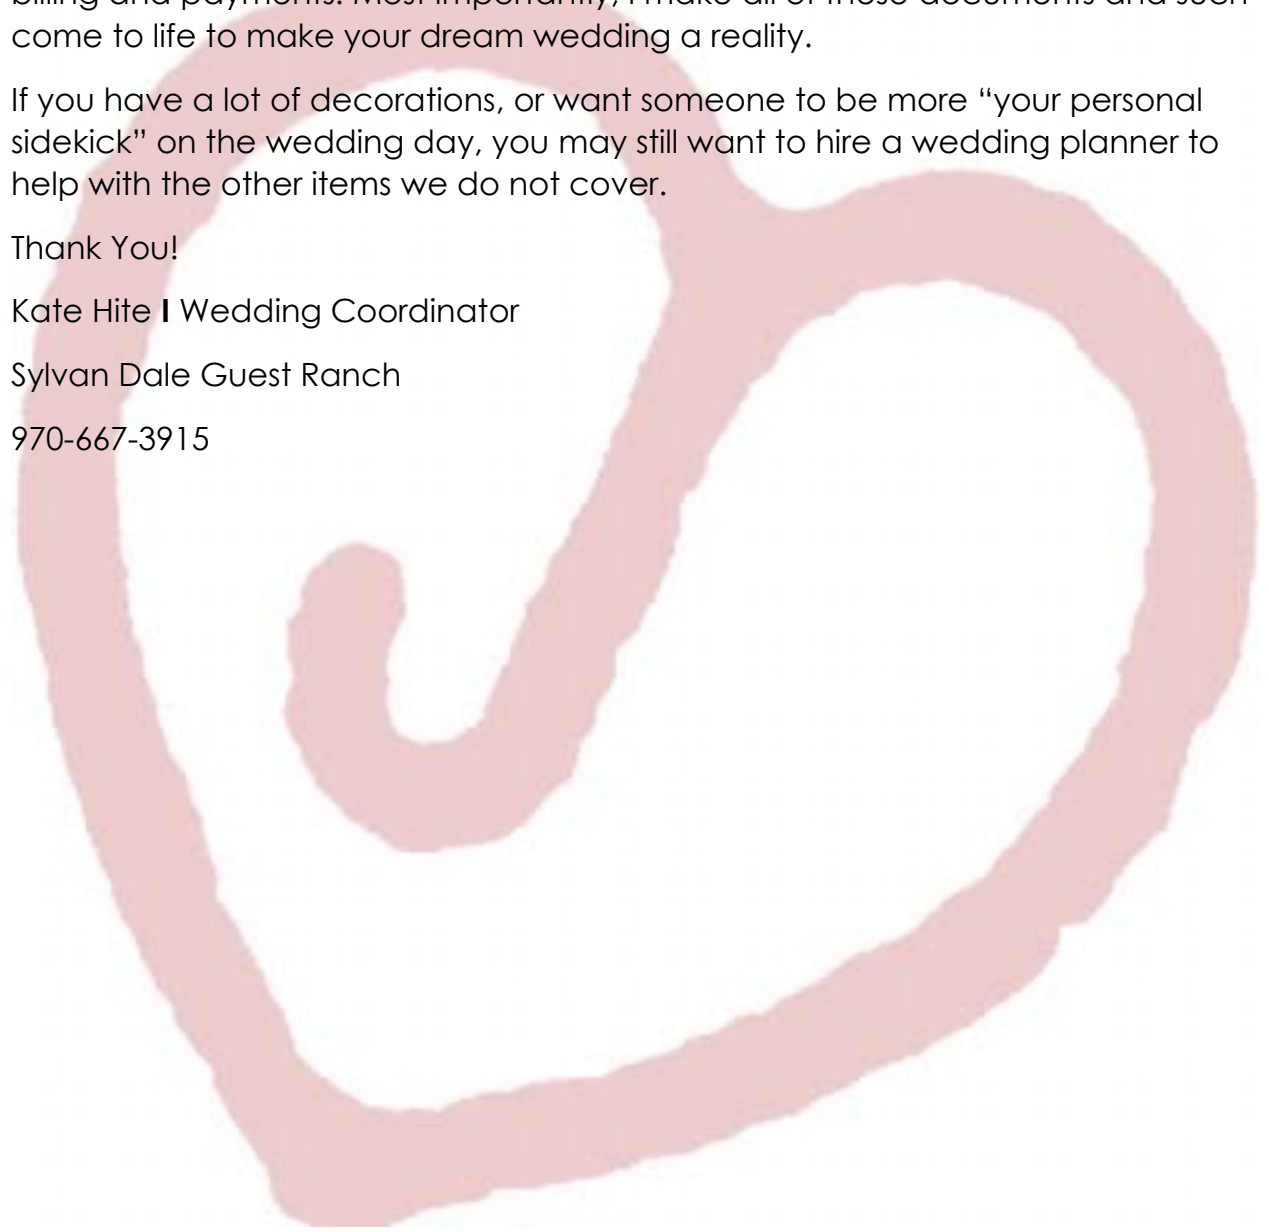 billing and payments. Most importantly, I make all of those documents and such
come to life to make your dream wedding a reality.
If you have a lot of decorations, or want someone to be more “your personal
sidekick” on the wedding day, you may still want to hire a wedding planner to
help with the other items we do not cover.
Thank You!
Kate Hite I Wedding Coordinator
Sylvan Dale Guest Ranch
970-667-3915